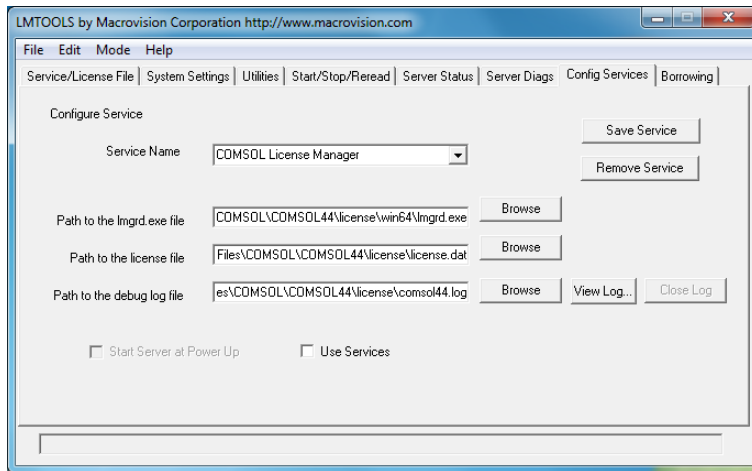 LMTOOLS by Macrovision Corporation http://www.macrovision.com
File Edit Mode Help
Service/License File System Settings Utilities Start/Stop/Reread Server Status Server Diags Config Services Borrowing
Configure Service
Save Service
Service Name COMSOL License Manager
Remove Service
Path to the lmgrd.exe file COMSOL\COMSOL44\license\win64\lmgrd.exe Browse
Path to the license file Files\COMSOL\COMSOL44\license\license.dat Browse
Path to the debug log file es\COMSOL\COMSOL44\license\comsol44.log Browse View Log... Close Log
Start Server at Power Up Use Services